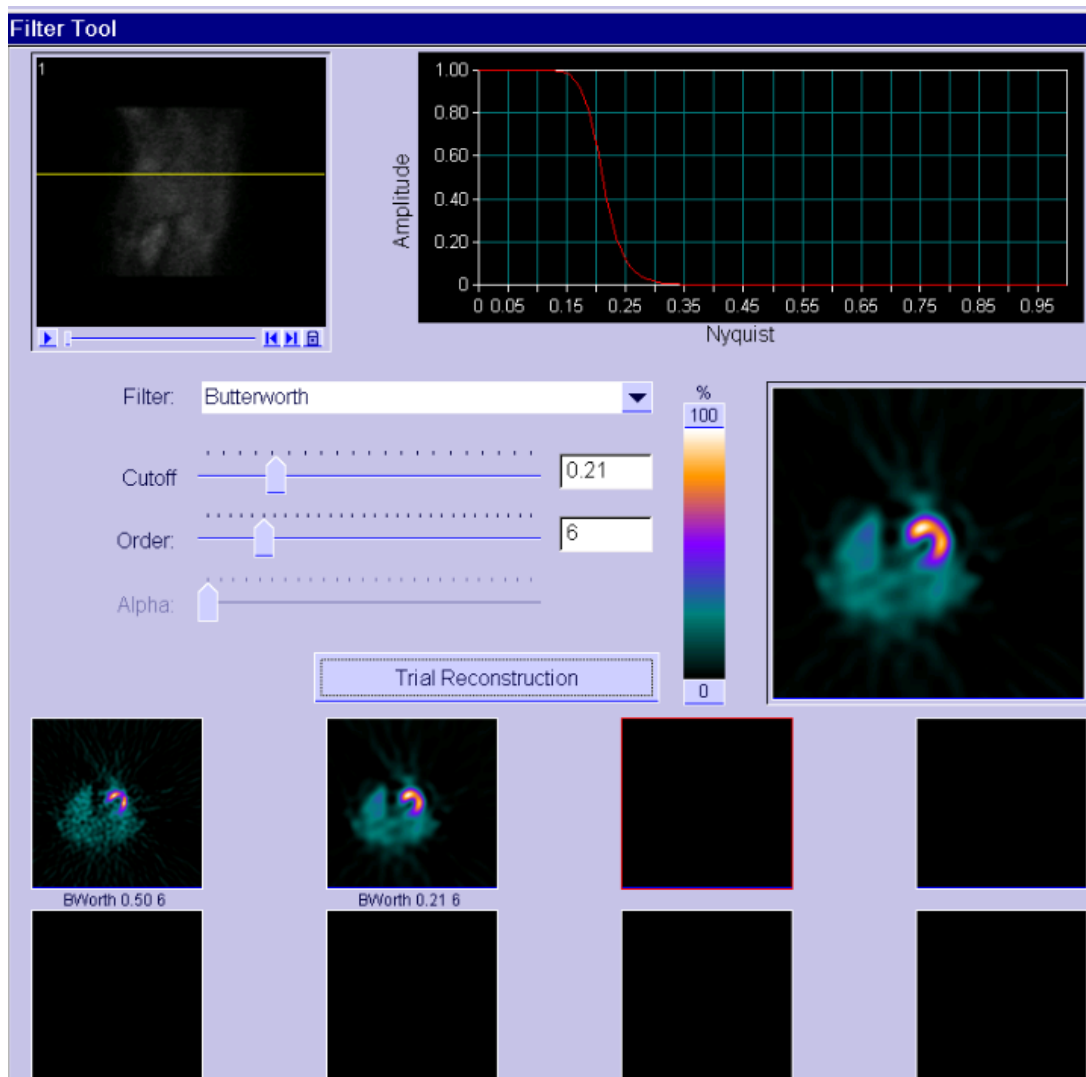 Filter Tool
1
1.00
0.80
0.60
0.40
0.20
0
Amplitude
0 0.05 0.15 0.25 0.35 0.45 0.55 0.65 0.75 0.85 0.95
Nyquist
Filter: Butterworth
%
100
Cutoff 0.21
Order: 6
Alpha:
Trial Reconstruction
0
BWorth 0.50 6 BWorth 0.21 6